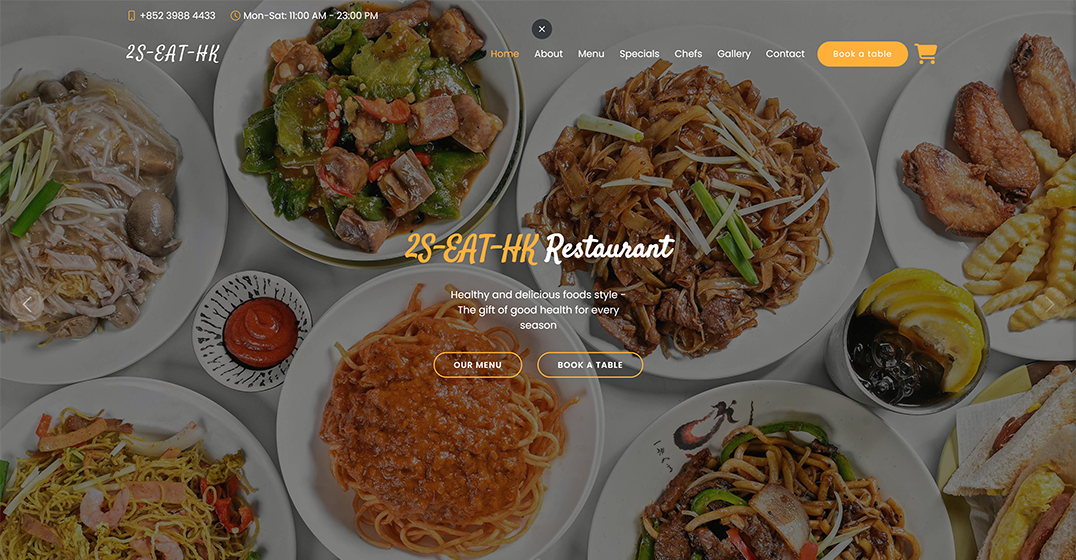 +852 3988 4433 Mon-Sat: 11:00 AM - 23:00 PM
2S-EAT-HK
Home About Menu Specials Chefs Gallery Contact Book a table
2S-EAT-HK Restaurant
Healthy and delicious foods style -
The gift of good health for every
season
OUR MENU BOOK A TABLE